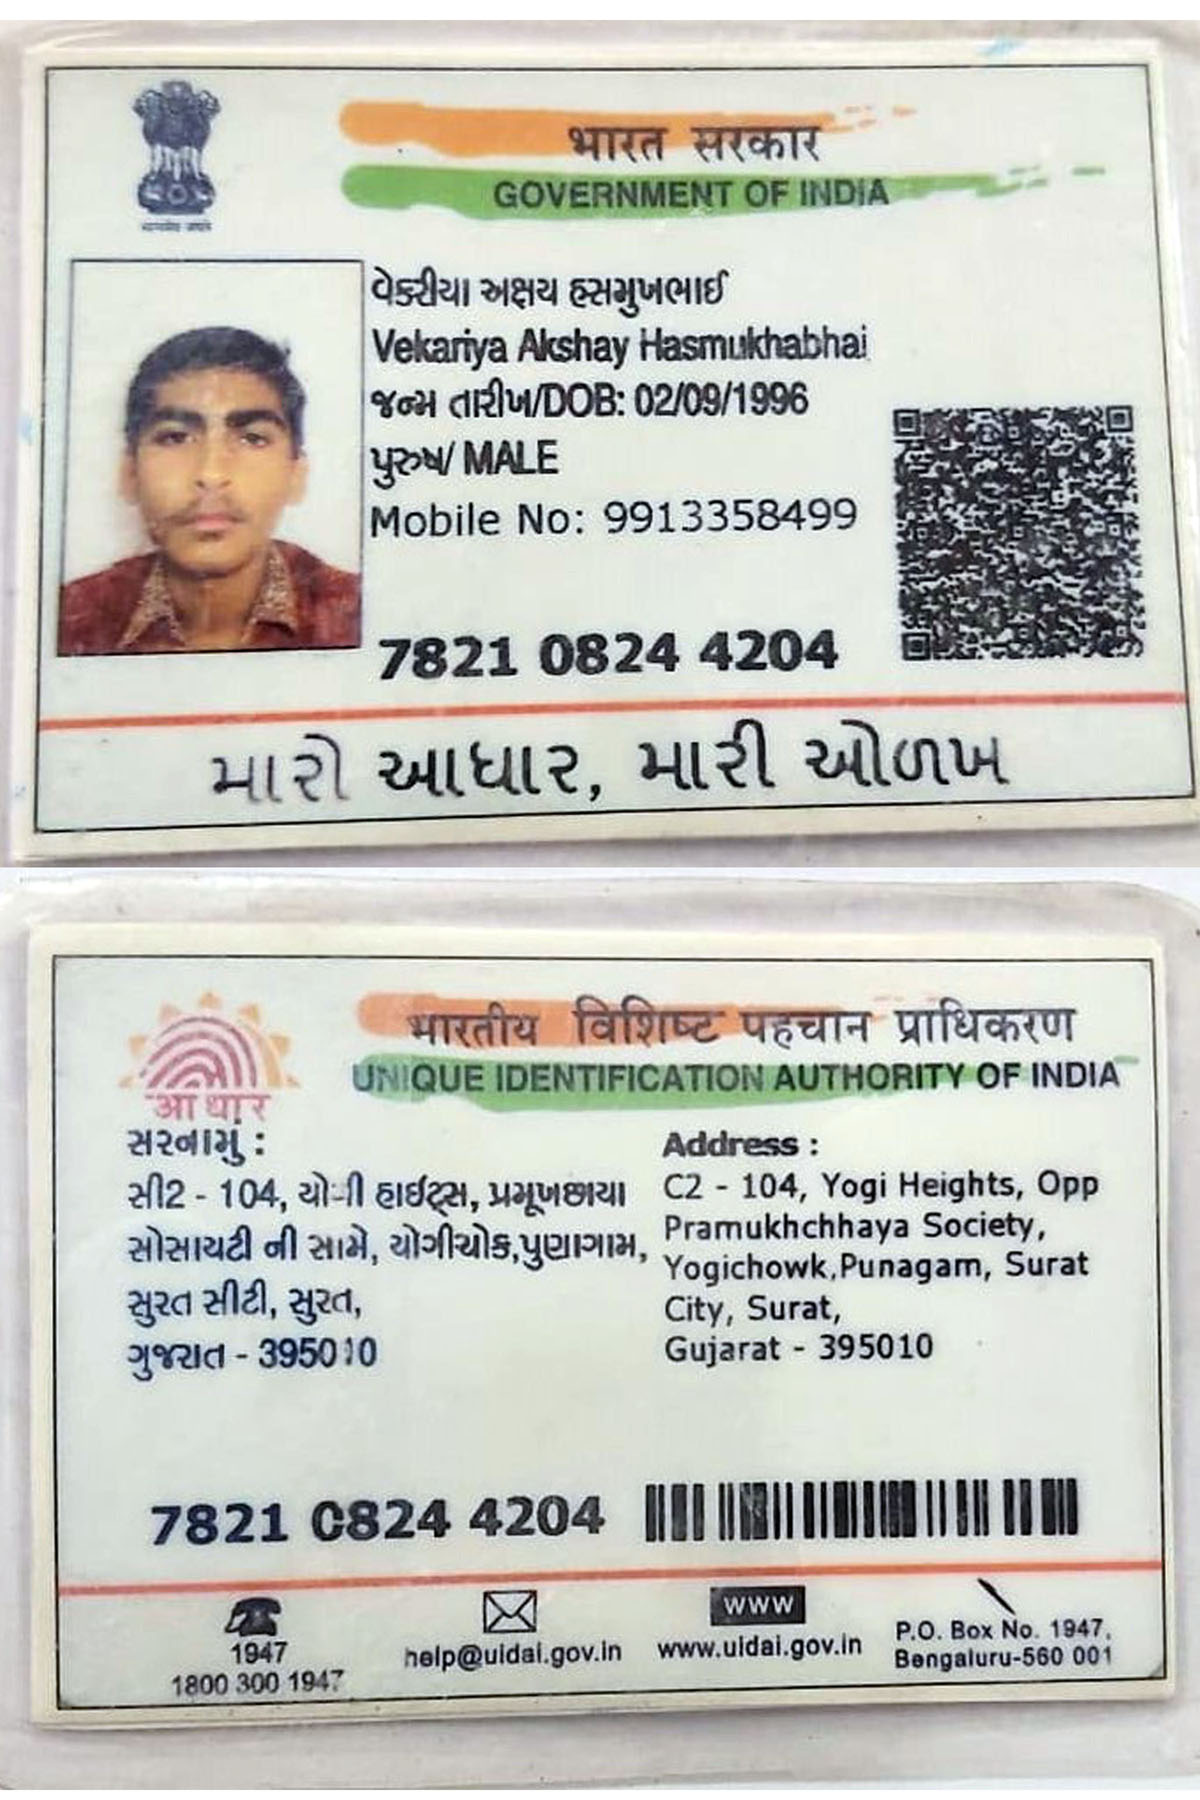 भारत सरकार
GOVERNMENT OF INDIA
વેકરીયા અક્ષય હસમુખભાઈ
Vekariya Akshay Hasmukhabhai
જન્મ તારીખ/DOB: 02/09/1996
પુરુષ/ MALE
Mobile No: 9913358499
7821 0824 4204
મારો આધાર, મારી ઓળખ
भारतीय विशिष्ट पहचान प्राधिकरण
UNIQUE IDENTIFICATION AUTHORITY OF INDIA
आधार
સરનામું :
સી2 - 104, યોગી હાઈટ્સ, પ્રમૂખછાયા
સોસાયટી ની સામે, યોગીચોક,પુણાગામ,
સુરત સીટી, સુરત,
ગુજરાત - 395010
Address :
C2 - 104, Yogi Heights, Opp
Pramukhchhaya Society,
Yogichowk,Punagam, Surat
City, Surat,
Gujarat - 395010
7821 0824 4204
1947
1800 300 1947
help@uidai.gov.in
www
www.uidai.gov.in
P.O. Box No. 1947,
Bengaluru-560 001